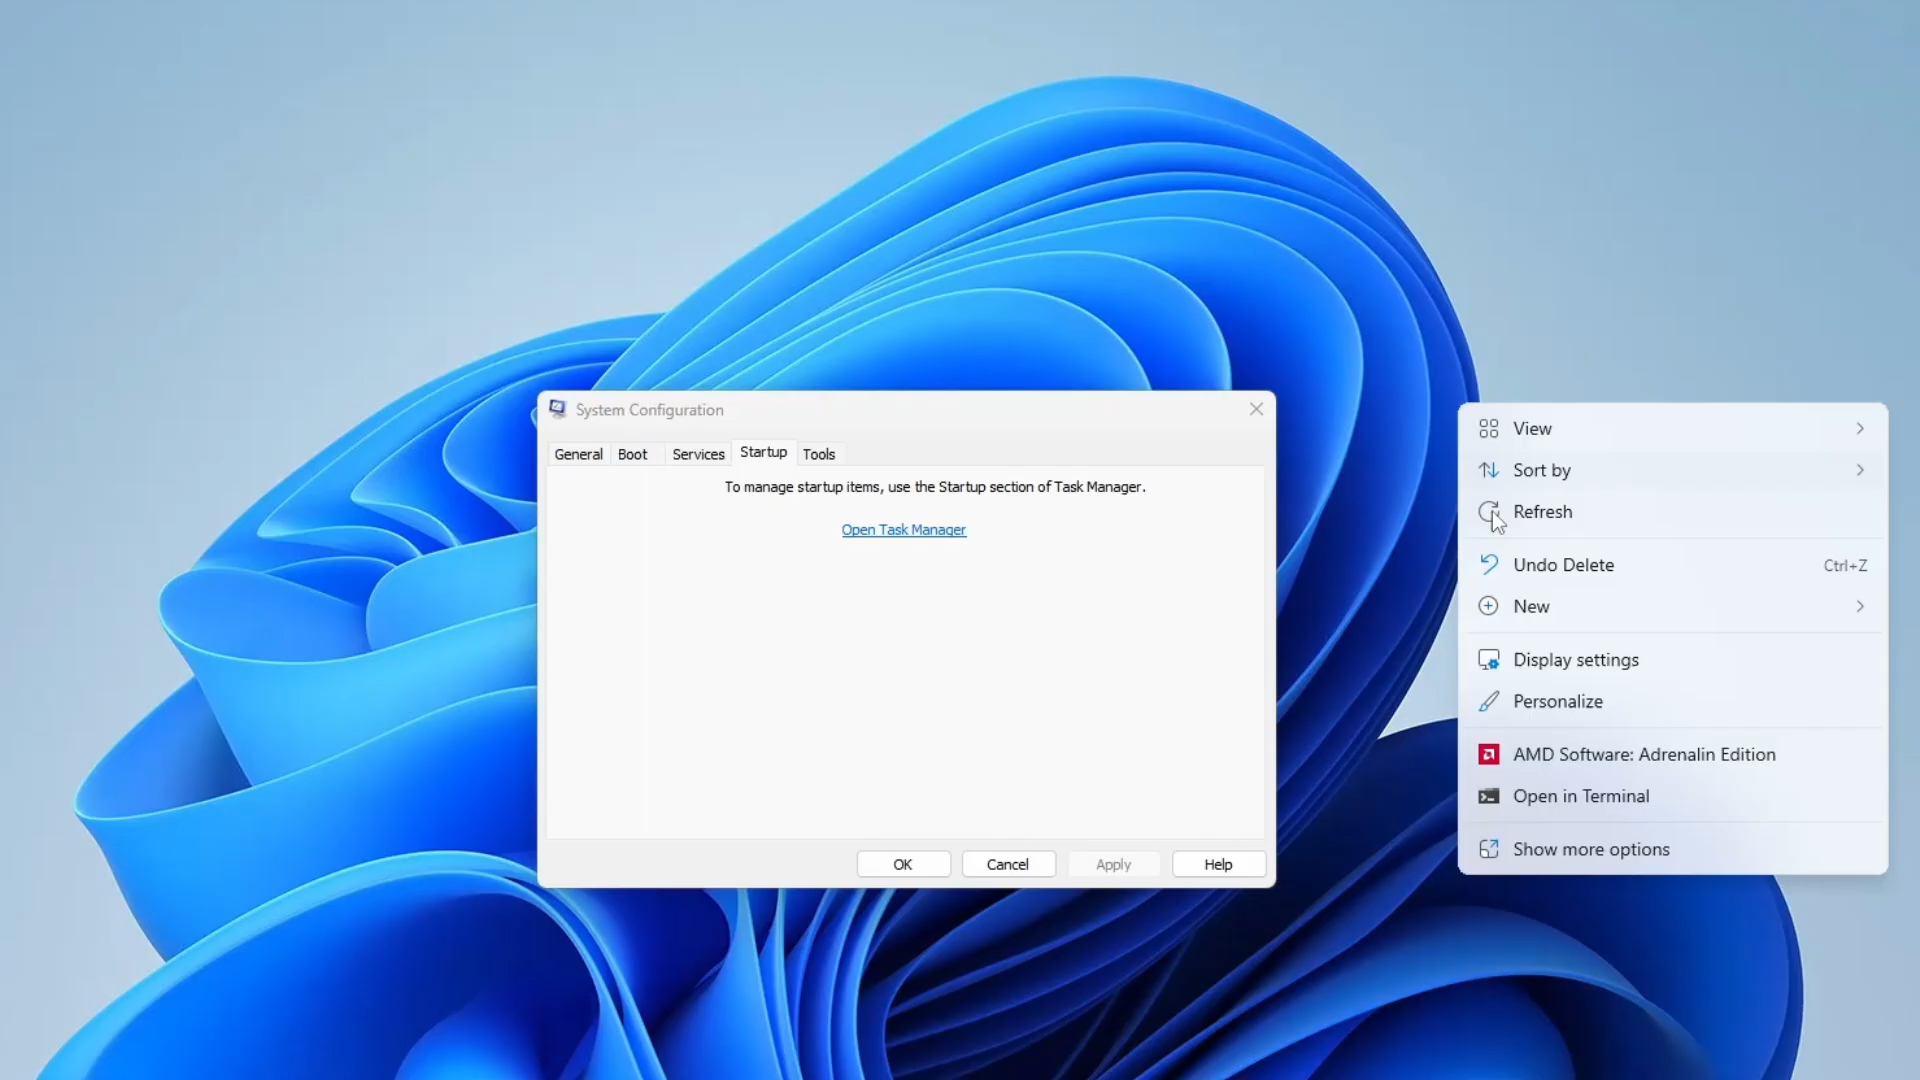 System Configuration
General Boot Services Startup Tools
To manage startup items, use the Startup section of Task Manager.
Open Task Manager
OK Cancel Apply Help
View
Sort by
Refresh
Undo Delete Ctrl+Z
New
Display settings
Personalize
AMD Software: Adrenalin Edition
Open in Terminal
Show more options